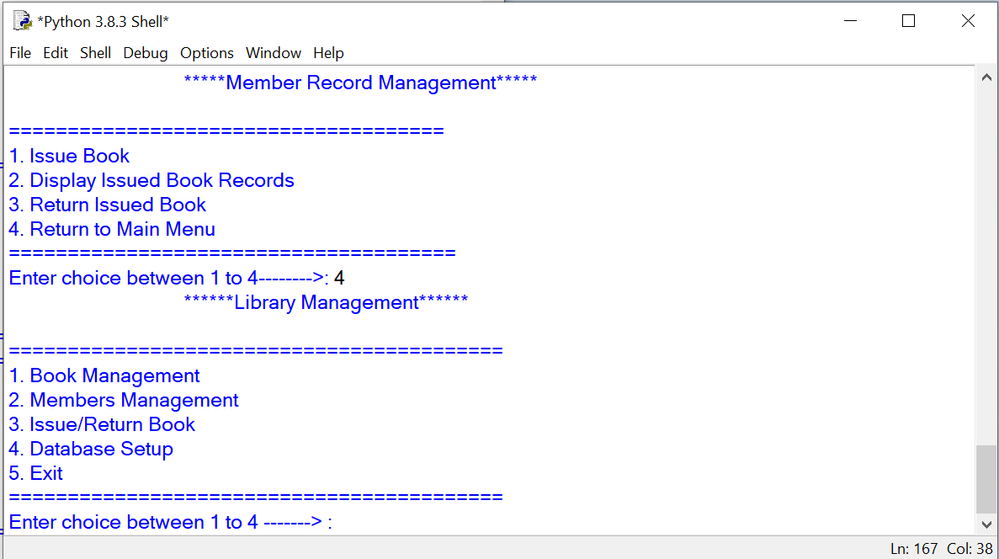 *Python 3.8.3 Shell*
File Edit Shell Debug Options Window Help
*****Member Record Management*****
=====================================
1. Issue Book
2. Display Issued Book Records
3. Return Issued Book
4. Return to Main Menu
======================================
Enter choice between 1 to 4-------->: 4
******Library Management******
==========================================
1. Book Management
2. Members Management
3. Issue/Return Book
4. Database Setup
5. Exit
==========================================
Enter choice between 1 to 4 -------> :
Ln: 167 Col: 38